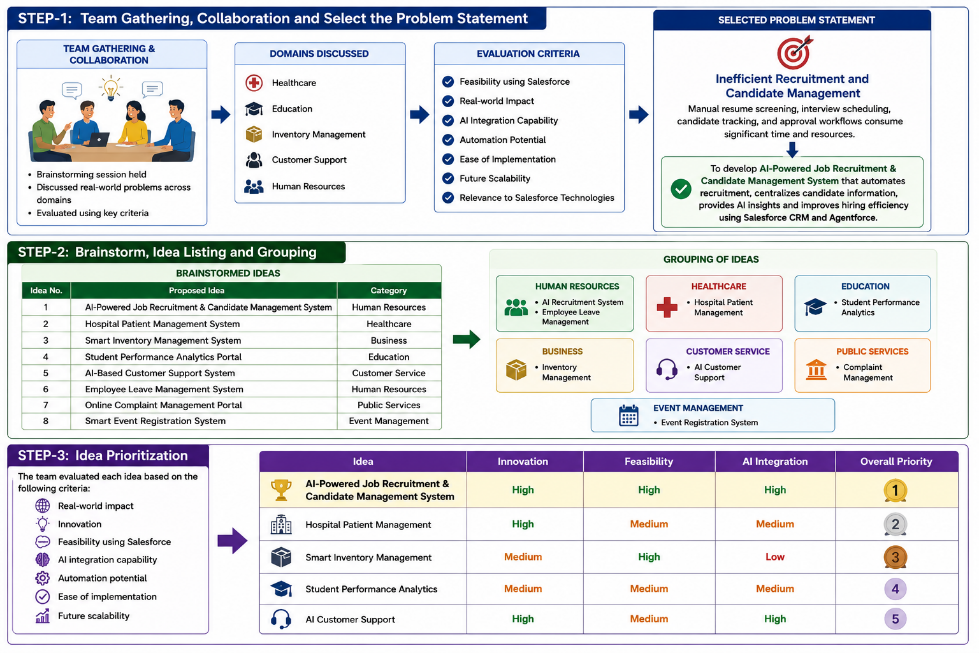 STEP-1: Team Gathering, Collaboration and Select the Problem Statement
TEAM GATHERING &
COLLABORATION
• Brainstorming session held
• Discussed real-world problems across
domains
• Evaluated using key criteria
DOMAINS DISCUSSED
Healthcare
Education
Inventory Management
Customer Support
Human Resources
EVALUATION CRITERIA
Feasibility using Salesforce
Real-world Impact
AI Integration Capability
Automation Potential
Ease of Implementation
Future Scalability
Relevance to Salesforce Technologies
SELECTED PROBLEM STATEMENT
Inefficient Recruitment and
Candidate Management
Manual resume screening, interview scheduling,
candidate tracking, and approval workflows consume
significant time and resources.
To develop AI-Powered Job Recruitment &
Candidate Management System that automates
recruitment, centralizes candidate information,
provides AI insights and improves hiring efficiency
using Salesforce CRM and Agentforce.
STEP-2: Brainstorm, Idea Listing and Grouping
BRAINSTORMED IDEAS
Idea No. Proposed Idea Category
1 AI-Powered Job Recruitment & Candidate Management System Human Resources
2 Hospital Patient Management System Healthcare
3 Smart Inventory Management System Business
4 Student Performance Analytics Portal Education
5 AI-Based Customer Support System Customer Service
6 Employee Leave Management System Human Resources
7 Online Complaint Management Portal Public Services
8 Smart Event Registration System Event Management
GROUPING OF IDEAS
HUMAN RESOURCES
• AI Recruitment System
• Employee Leave
Management
HEALTHCARE
• Hospital Patient
Management
EDUCATION
• Student Performance
Analytics
BUSINESS
• Inventory
Management
CUSTOMER SERVICE
• AI Customer
Support
PUBLIC SERVICES
• Complaint
Management
EVENT MANAGEMENT
• Event Registration System
STEP-3: Idea Prioritization
The team evaluated each idea based on the
following criteria:
Real-world impact
Innovation
Feasibility using Salesforce
AI integration capability
Automation potential
Ease of implementation
Future scalability
Idea Innovation Feasibility AI Integration Overall Priority
AI-Powered Job Recruitment &
Candidate Management System High High High 1
Hospital Patient Management High Medium Medium 2
Smart Inventory Management Medium High Low 3
Student Performance Analytics Medium Medium Medium 4
AI Customer Support High Medium High 5